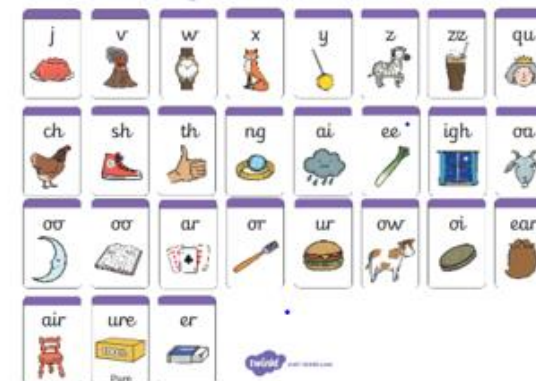 j v w x y z zz qu
ch sh th ng ai ee igh oa
oo oo ar or ur ow oi ear
air ure er
Pure
twinkl